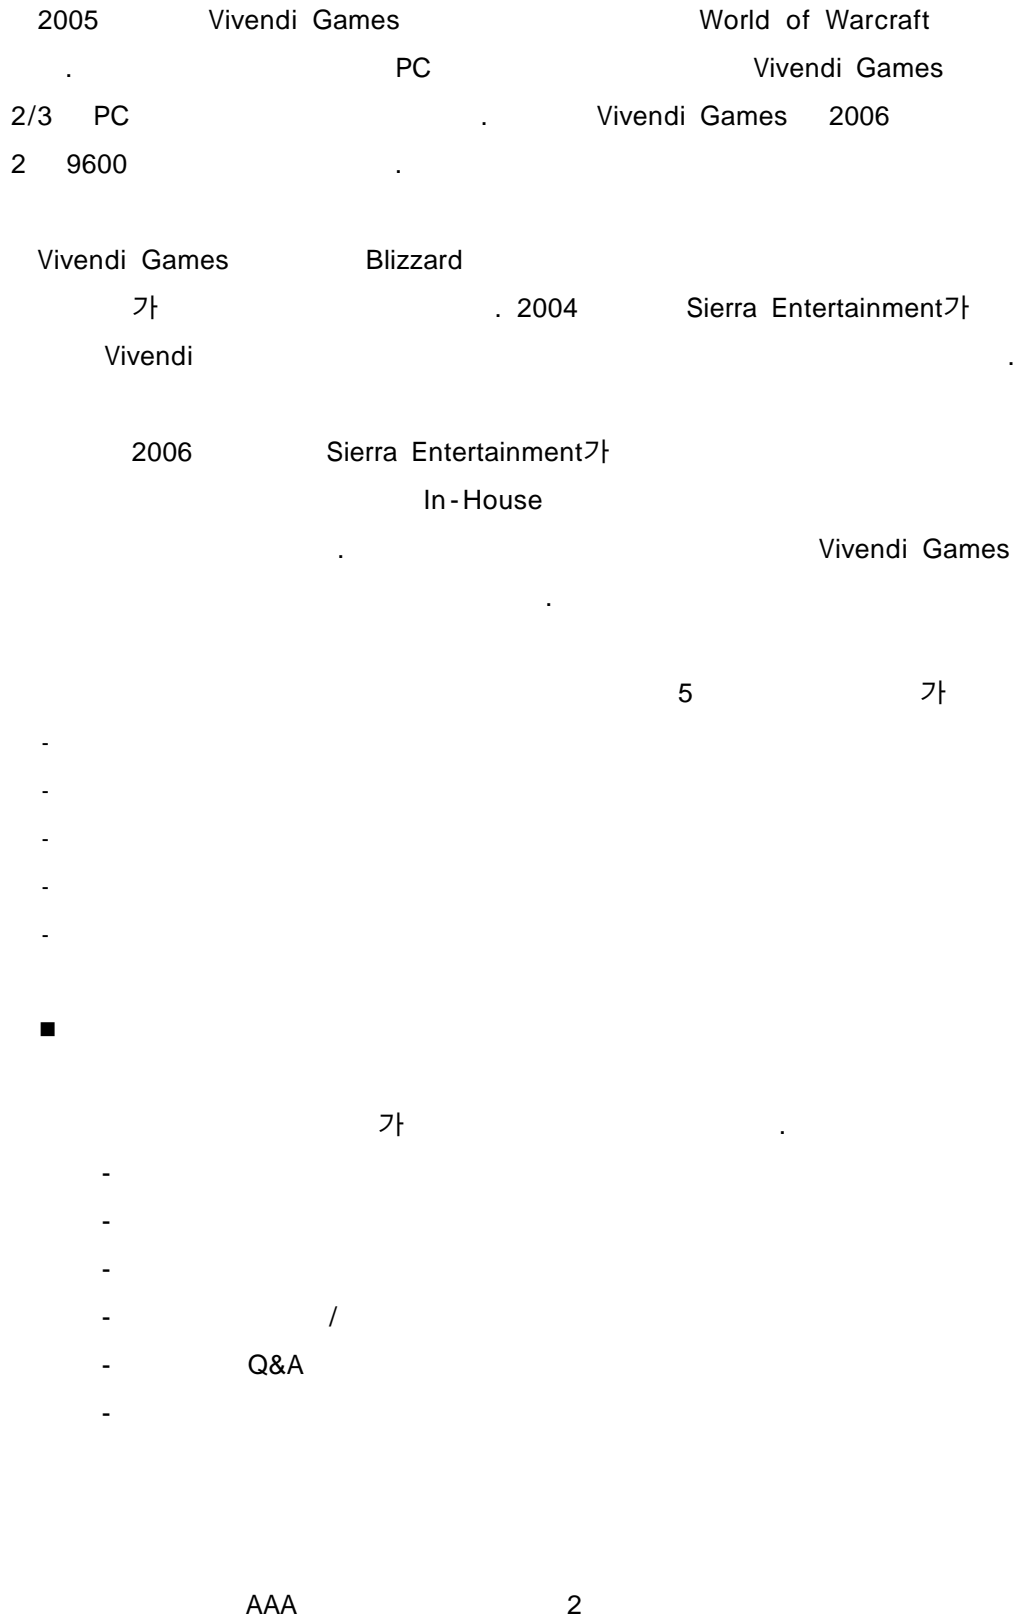 2005 Vivendi Games World of Warcraft
. PC Vivendi Games
2/3 PC . Vivendi Games 2006
2 9600 .
Vivendi Games Blizzard
가 . 2004 Sierra Entertainment가
Vivendi .
2006 Sierra Entertainment가
In-House
. Vivendi Games
.
5 가
-
-
-
-
-
■
가 .
-
-
-
- /
- Q&A
-
AAA 2